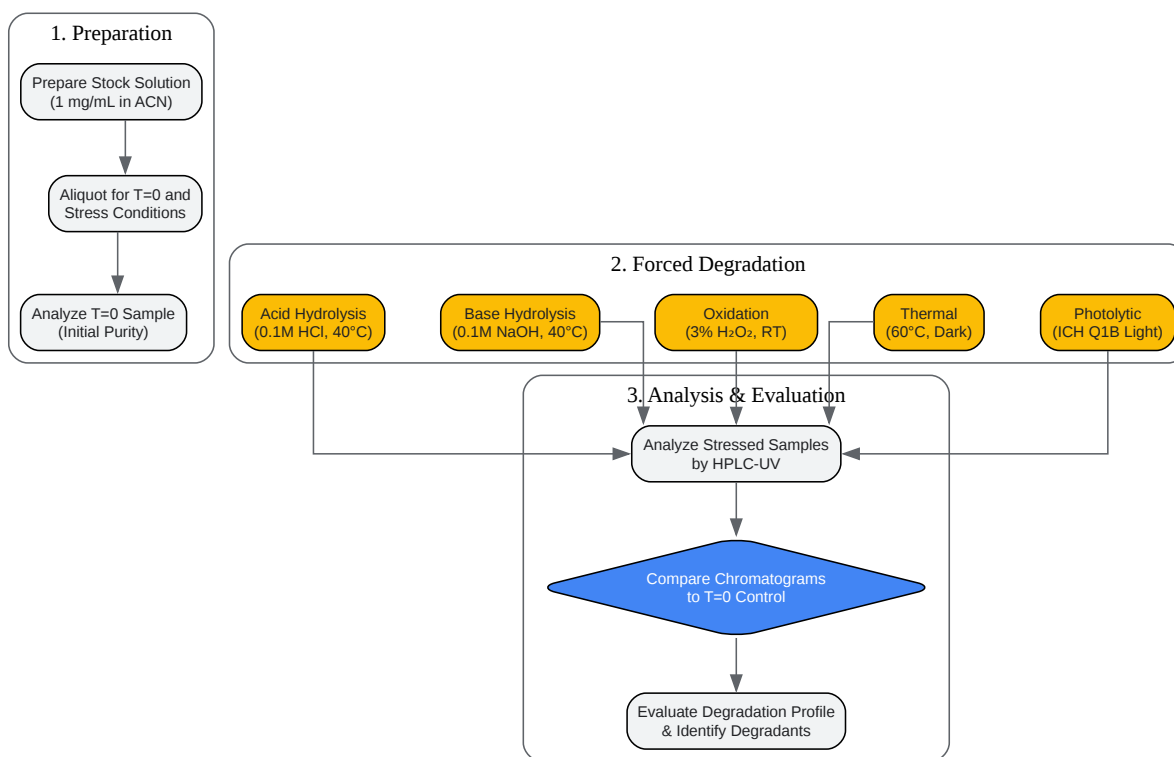 1. Preparation
Prepare Stock Solution
(1 mg/mL in ACN)
Aliquot for T=0 and
Stress Conditions
Analyze T=0 Sample
(Initial Purity)
2. Forced Degradation
Acid Hydrolysis
(0.1M HCl, 40°C)
Base Hydrolysis
(0.1M NaOH, 40°C)
Oxidation
(3% H₂O₂, RT)
Thermal
(60°C, Dark)
Photolytic
(ICH Q1B Light)
3. Analysis & Evaluation
Analyze Stressed Samples
by HPLC-UV
Compare Chromatograms
to T=0 Control
Evaluate Degradation Profile
& Identify Degradants